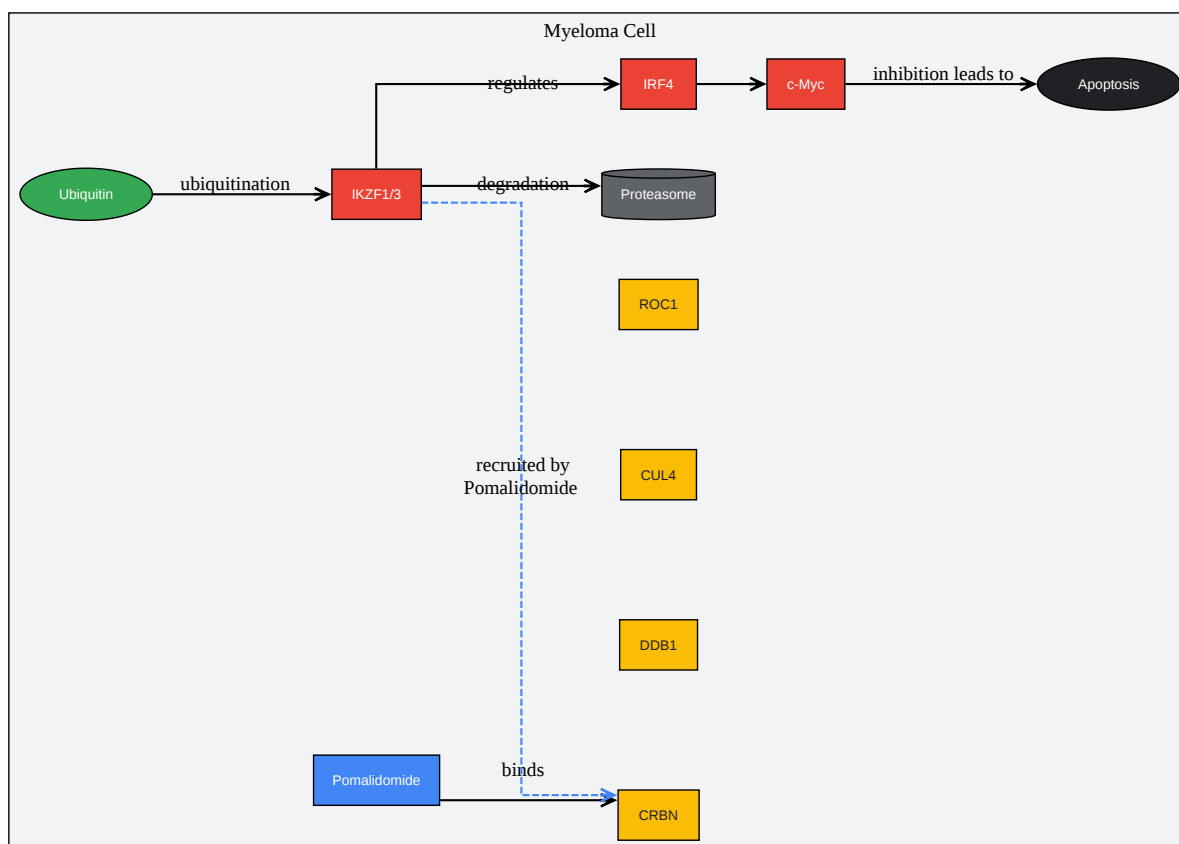 Myeloma Cell
regulates
IRF4
c-Myc
inhibition leads to
Apoptosis
Ubiquitin
ubiquitination
IKZF1/3
degradation
Proteasome
ROC1
recruited by
Pomalidomide
CUL4
DDB1
Pomalidomide
binds
CRBN